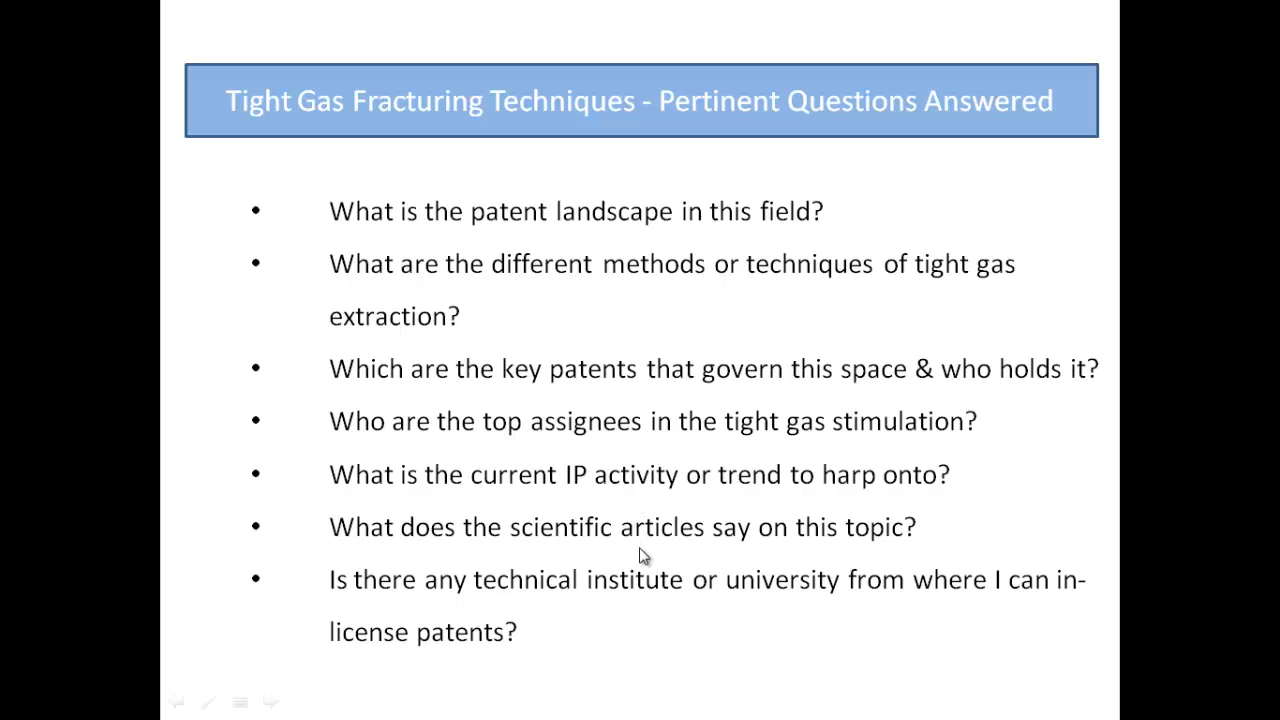 Tight Gas Fracturing Techniques - Pertinent Questions Answered
• What is the patent landscape in this field?
• What are the different methods or techniques of tight gas
extraction?
• Which are the key patents that govern this space & who holds it?
• Who are the top assignees in the tight gas stimulation?
• What is the current IP activity or trend to harp onto?
• What does the scientific articles say on this topic?
• Is there any technical institute or university from where I can in-
license patents?